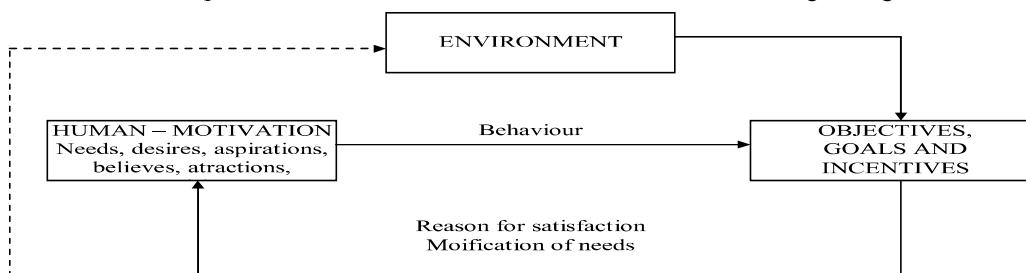 ENVIRONMENT
HUMAN – MOTIVATION
Needs, desires, aspirations,
believes, atractions,
Behaviour
OBJECTIVES,
GOALS AND
INCENTIVES
Reason for satisfaction
Moification of needs